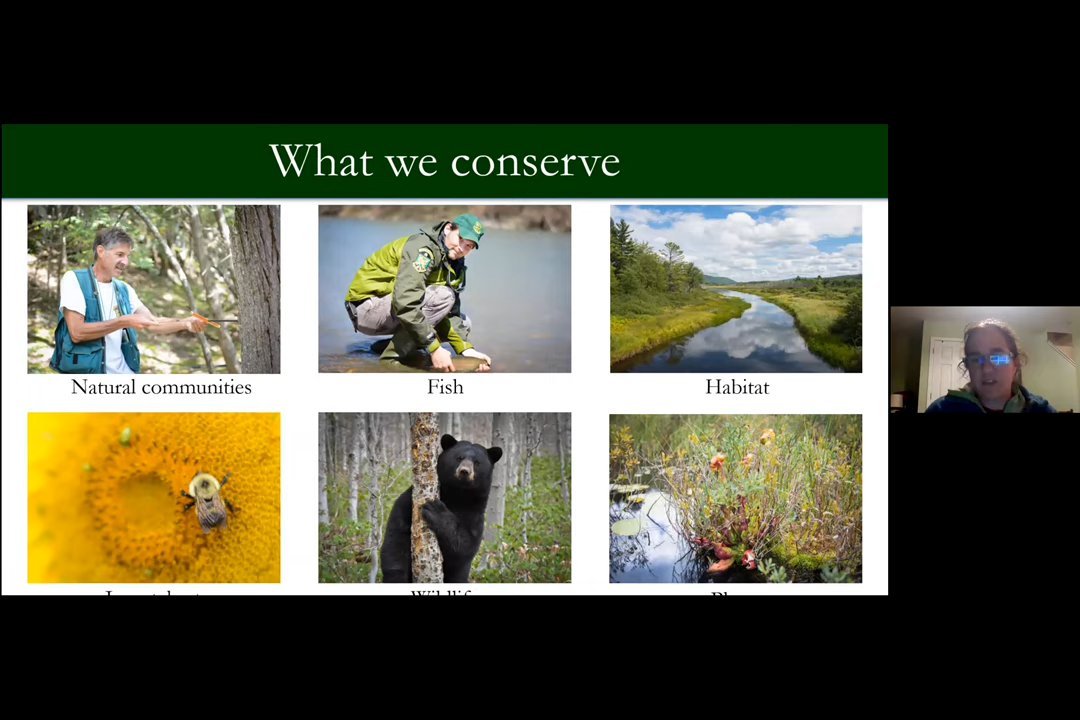 What we conserve
Natural communities
Fish
Habitat